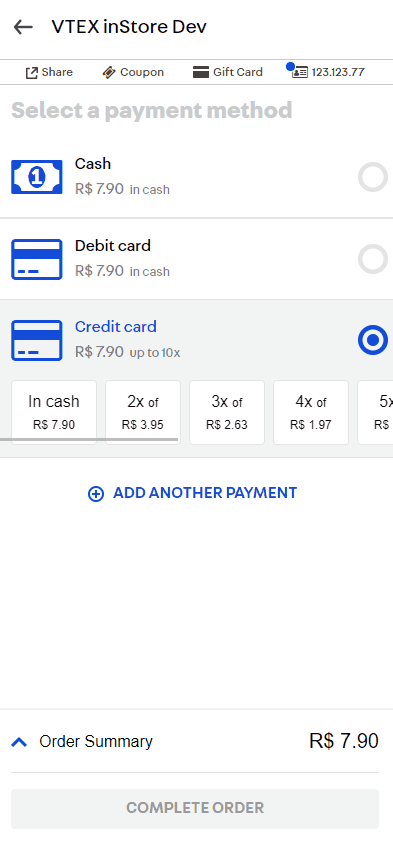 VTEX inStore Dev
Share Coupon Gift Card 123.123.77
Select a payment method
Cash
R$ 7.90 in cash
1
Debit card
R$ 7.90 in cash
Credit card
R$ 7.90 up to 10x
In cash 2x of 3x of 4x of 5x
R$ 7.90 R$ 3.95 R$ 2.63 R$ 1.97 R$
ADD ANOTHER PAYMENT
Order Summary R$ 7.90
COMPLETE ORDER